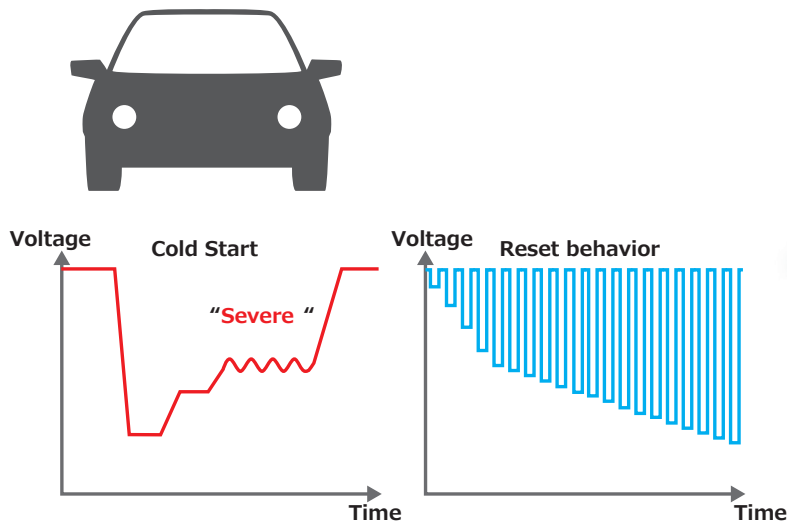 Voltage
Cold Start
“Severe “
Time
Voltage
Reset behavior
Time